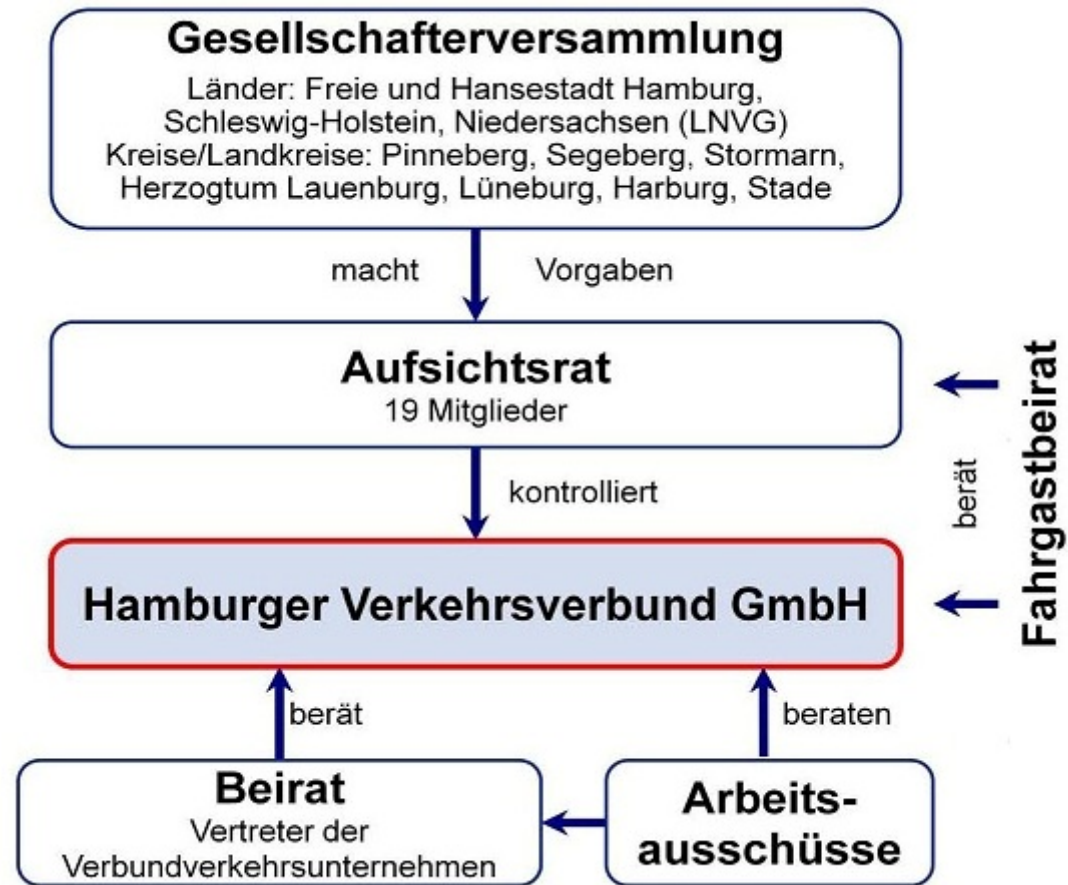 Gesellschafterversammlung
Länder: Freie und Hansestadt Hamburg,
Schleswig-Holstein, Niedersachsen (LNVG)
Kreise/Landkreise: Pinneberg, Segeberg, Stormarn,
Herzogtum Lauenburg, Lüneburg, Harburg, Stade
macht Vorgaben
Aufsichtsrat
19 Mitglieder
kontrolliert
Hamburger Verkehrsverbund GmbH
berät
Fahrgastbeirat
berät
beraten
Beirat
Vertreter der
Verbundverkehrsunternehmen
Arbeits-
ausschüsse